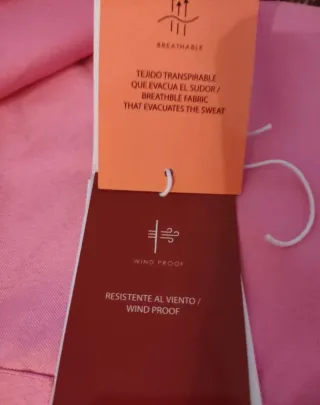 BREATHABLE
TEJIDO TRANSPIRABLE
QUE EVACUA EL SUDOR /
BREATHBLE FABRIC
THAT EVACUATES THE SWEAT
WIND PROOF
RESISTENTE AL VIENTO /
WIND PROOF